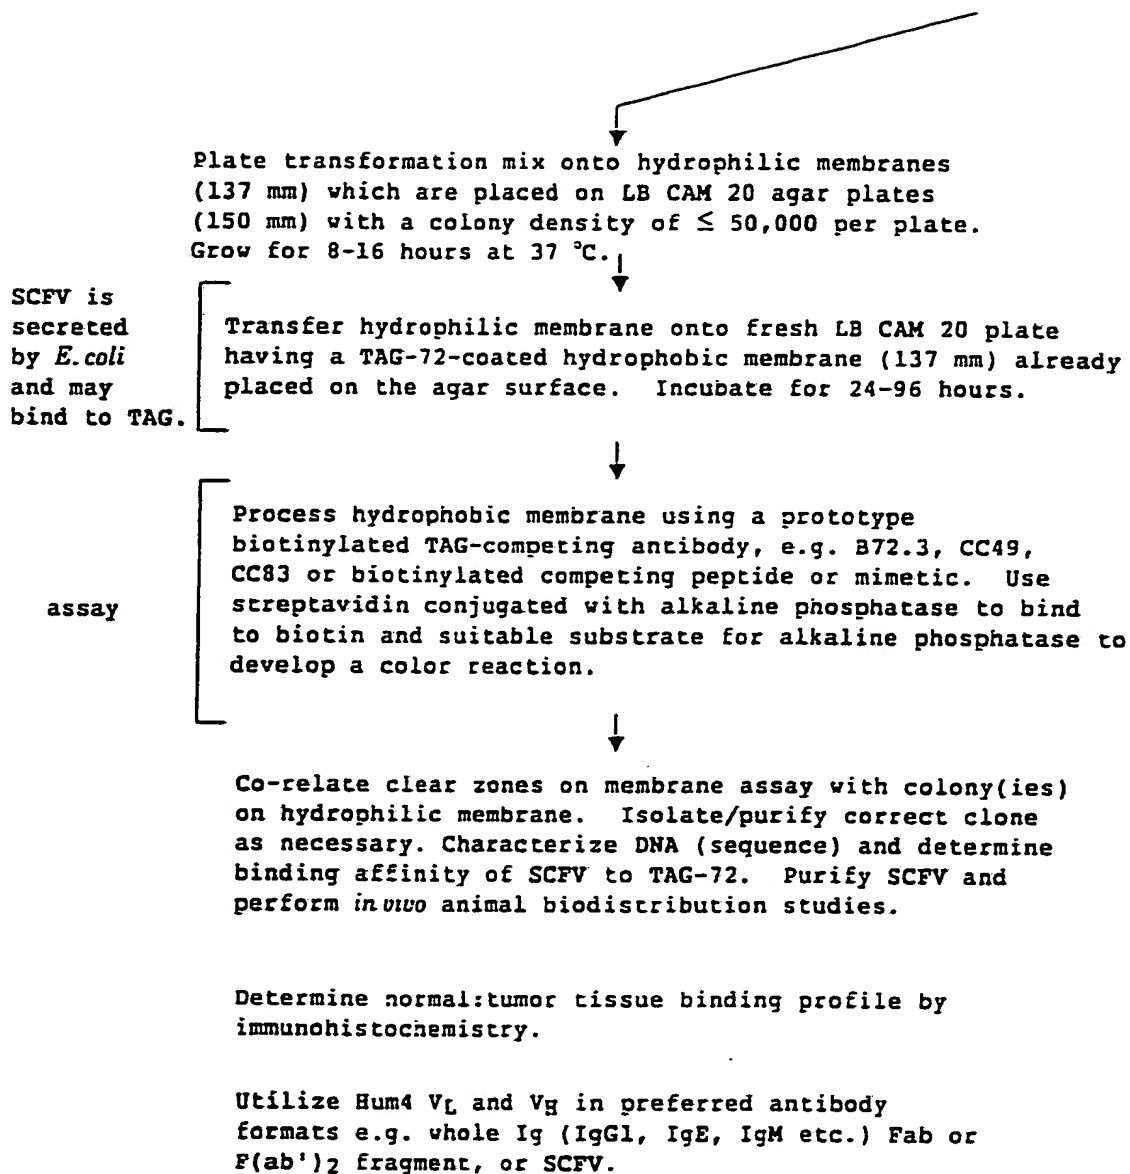 Plate transformation mix onto hydrophilic membranes
(137 mm) which are placed on LB CAM 20 agar plates
(150 mm) with a colony density of ≤ 50,000 per plate.
Grow for 8-16 hours at 37 °C.
SCFV is
secreted
by E. coli
and may
bind to TAG.
Transfer hydrophilic membrane onto fresh LB CAM 20 plate
having a TAG-72-coated hydrophobic membrane (137 mm) already
placed on the agar surface. Incubate for 24-96 hours.
assay
Process hydrophobic membrane using a prototype
biotinylated TAG-competing antibody, e.g. B72.3, CC49,
CC83 or biotinylated competing peptide or mimetic. Use
streptavidin conjugated with alkaline phosphatase to bind
to biotin and suitable substrate for alkaline phosphatase to
develop a color reaction.
Co-relate clear zones on membrane assay with colony(ies)
on hydrophilic membrane. Isolate/purify correct clone
as necessary. Characterize DNA (sequence) and determine
binding affinity of SCFV to TAG-72. Purify SCFV and
perform in vivo animal biodistribution studies.
Determine normal:tumor tissue binding profile by
immunohistochemistry.
Utilize Hum4 VL and VH in preferred antibody
formats e.g. whole Ig (IgG1, IgE, IgM etc.) Fab or
F(ab')2 fragment, or SCFV.